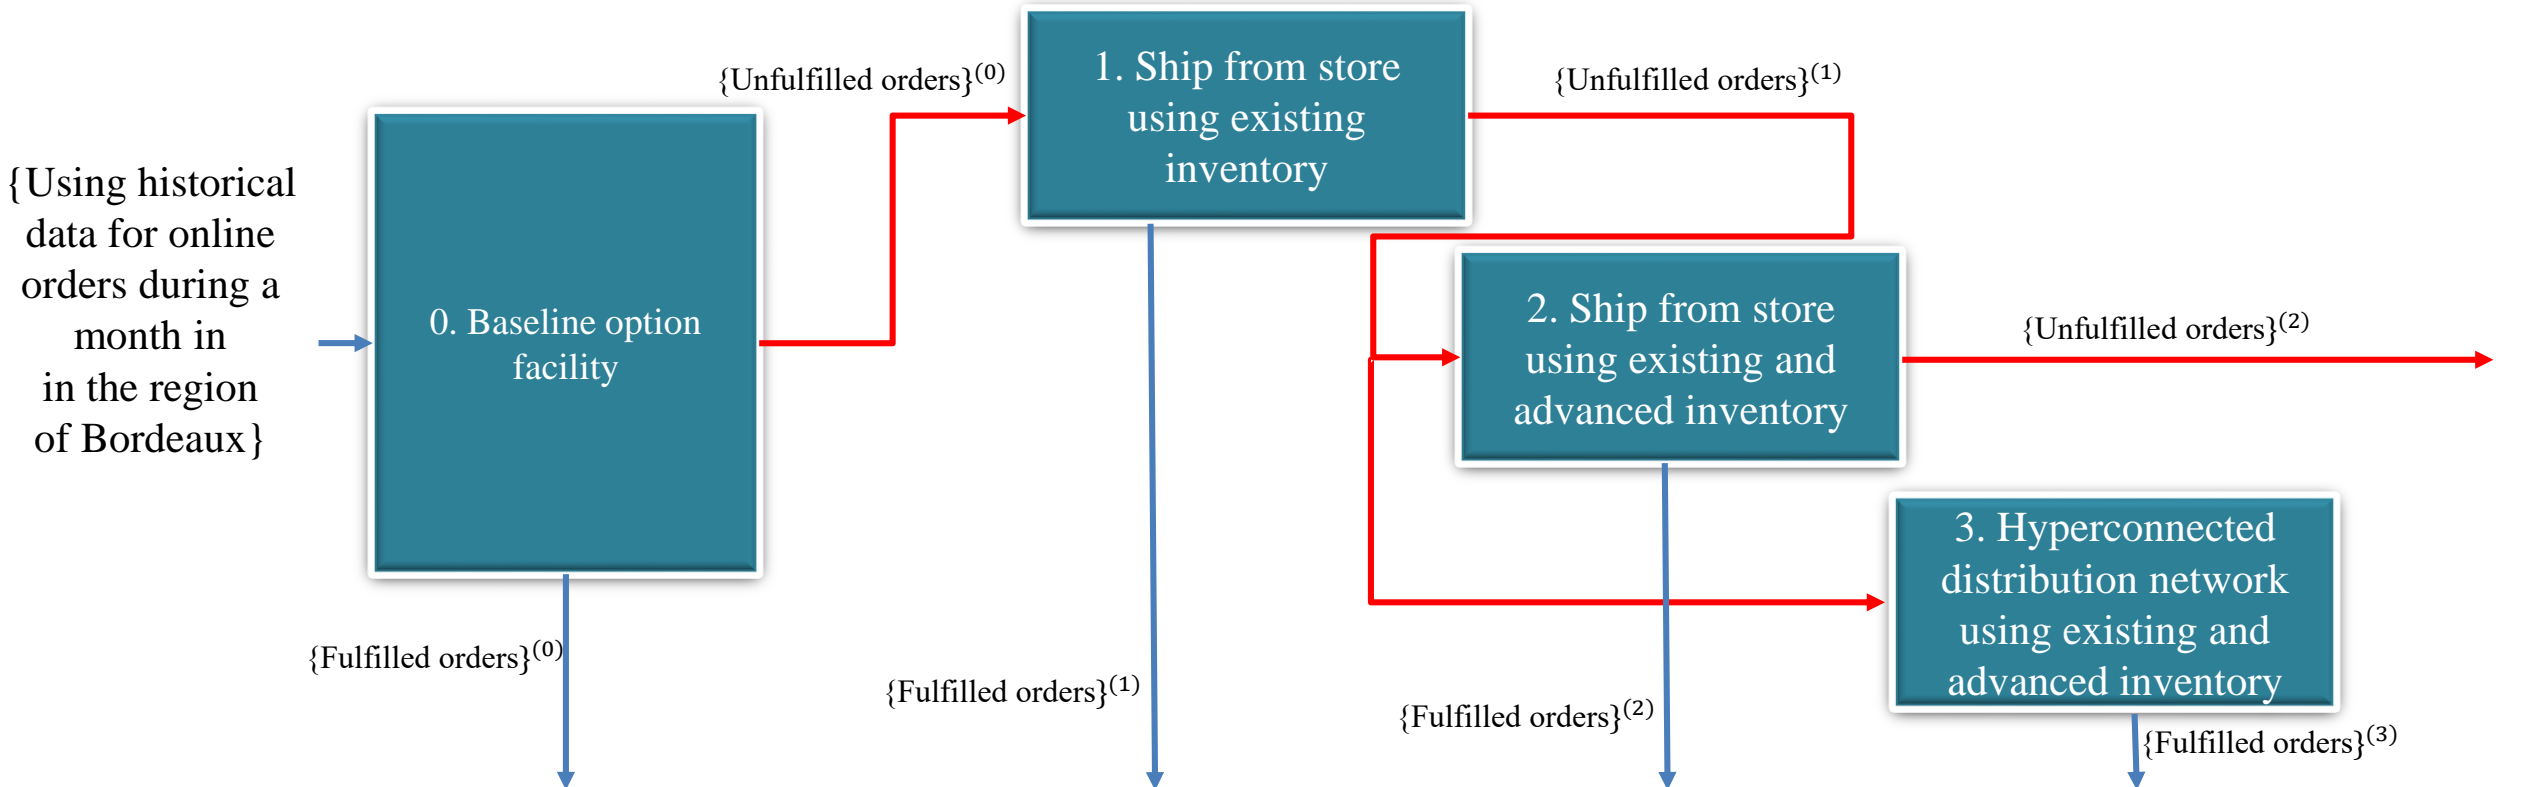 {Using historical
data for online
orders during a
month in
in the region
of Bordeaux}
0. Baseline option
facility
{Unfulfilled orders}⁽⁰⁾
1. Ship from store
using existing
inventory
{Unfulfilled orders}⁽¹⁾
2. Ship from store
using existing and
advanced inventory
{Unfulfilled orders}⁽²⁾
3. Hyperconnected
distribution network
using existing and
advanced inventory
{Fulfilled orders}⁽⁰⁾
{Fulfilled orders}⁽¹⁾
{Fulfilled orders}⁽²⁾
{Fulfilled orders}⁽³⁾